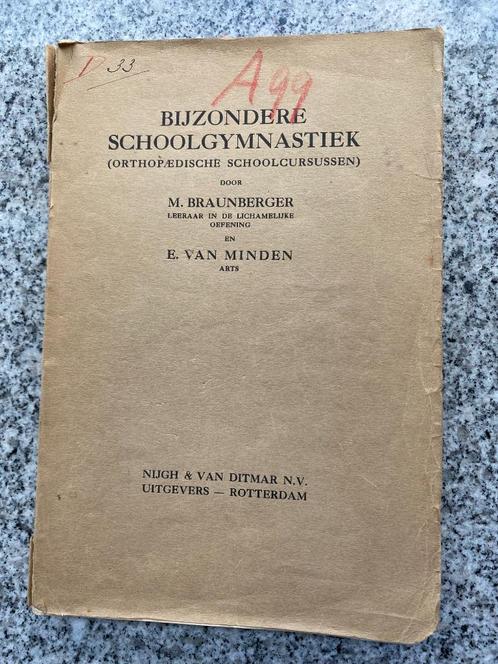 D 33
A99
BIJZONDERE
SCHOOLGYMNASTIEK
(ORTHOPÆDISCHE SCHOOLCURSUSSEN)
DOOR
M. BRAUNBERGER
LEERAAR IN DE LICHAMELIJKE
OEFENING
EN
E. VAN MINDEN
ARTS
NIJGH & VAN DITMAR N.V.
UITGEVERS — ROTTERDAM